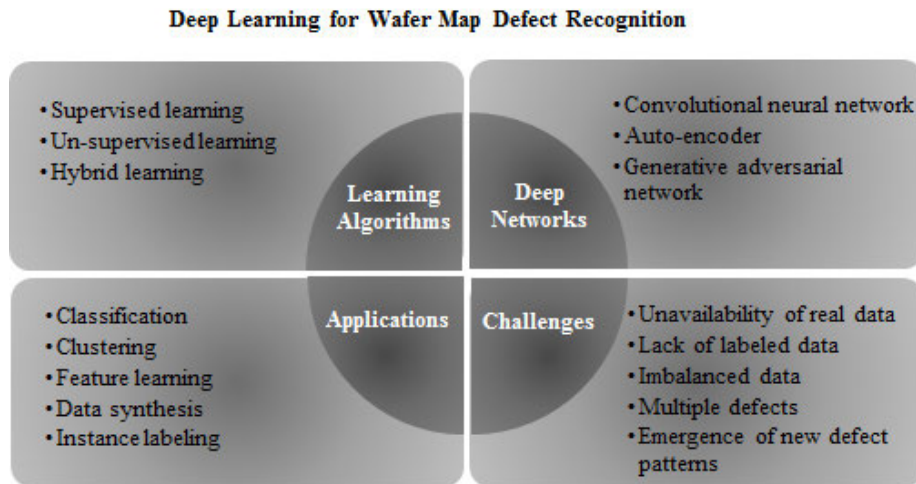 Deep Learning for Wafer Map Defect Recognition
• Supervised learning
• Un-supervised learning
• Hybrid learning
Learning
Algorithms
• Convolutional neural network
• Auto-encoder
• Generative adversarial
network
Deep
Networks
• Classification
• Clustering
• Feature learning
• Data synthesis
• Instance labeling
Applications
Challenges
• Unavailability of real data
• Lack of labeled data
• Imbalanced data
• Multiple defects
• Emergence of new defect
patterns